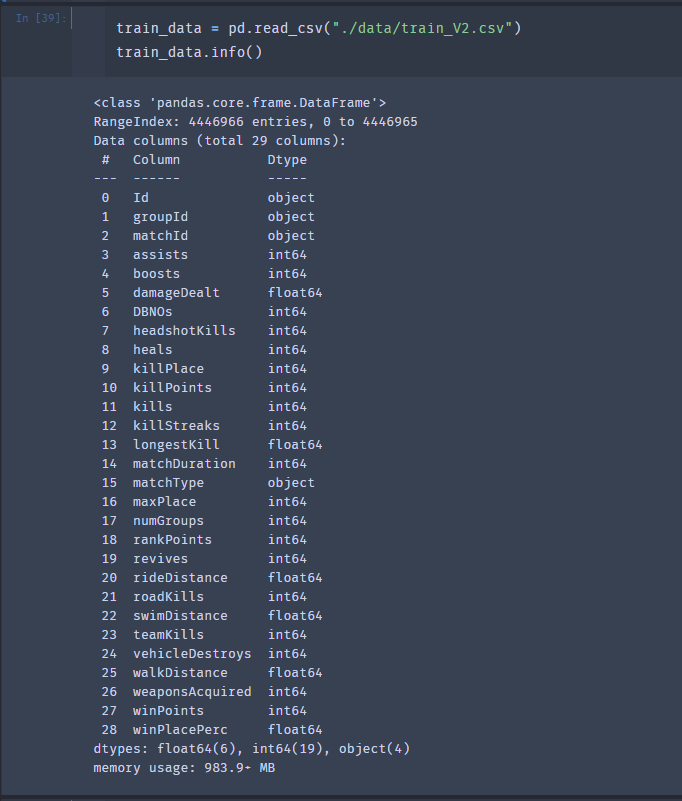 In [39]:
train_data = pd.read_csv("./data/train_V2.csv")
train_data.info()
<class 'pandas.core.frame.DataFrame'>
RangeIndex: 4446966 entries, 0 to 4446965
Data columns (total 29 columns):
 #   Column           Dtype
---  ------           -----
 0   Id               object
 1   groupId          object
 2   matchId          object
 3   assists          int64
 4   boosts           int64
 5   damageDealt      float64
 6   DBNOs            int64
 7   headshotKills    int64
 8   heals            int64
 9   killPlace        int64
 10  killPoints       int64
 11  kills            int64
 12  killStreaks      int64
 13  longestKill      float64
 14  matchDuration    int64
 15  matchType        object
 16  maxPlace         int64
 17  numGroups        int64
 18  rankPoints       int64
 19  revives          int64
 20  rideDistance     float64
 21  roadKills        int64
 22  swimDistance     float64
 23  teamKills        int64
 24  vehicleDestroys  int64
 25  walkDistance     float64
 26  weaponsAcquired  int64
 27  winPoints        int64
 28  winPlacePerc     float64
dtypes: float64(6), int64(19), object(4)
memory usage: 983.9+ MB